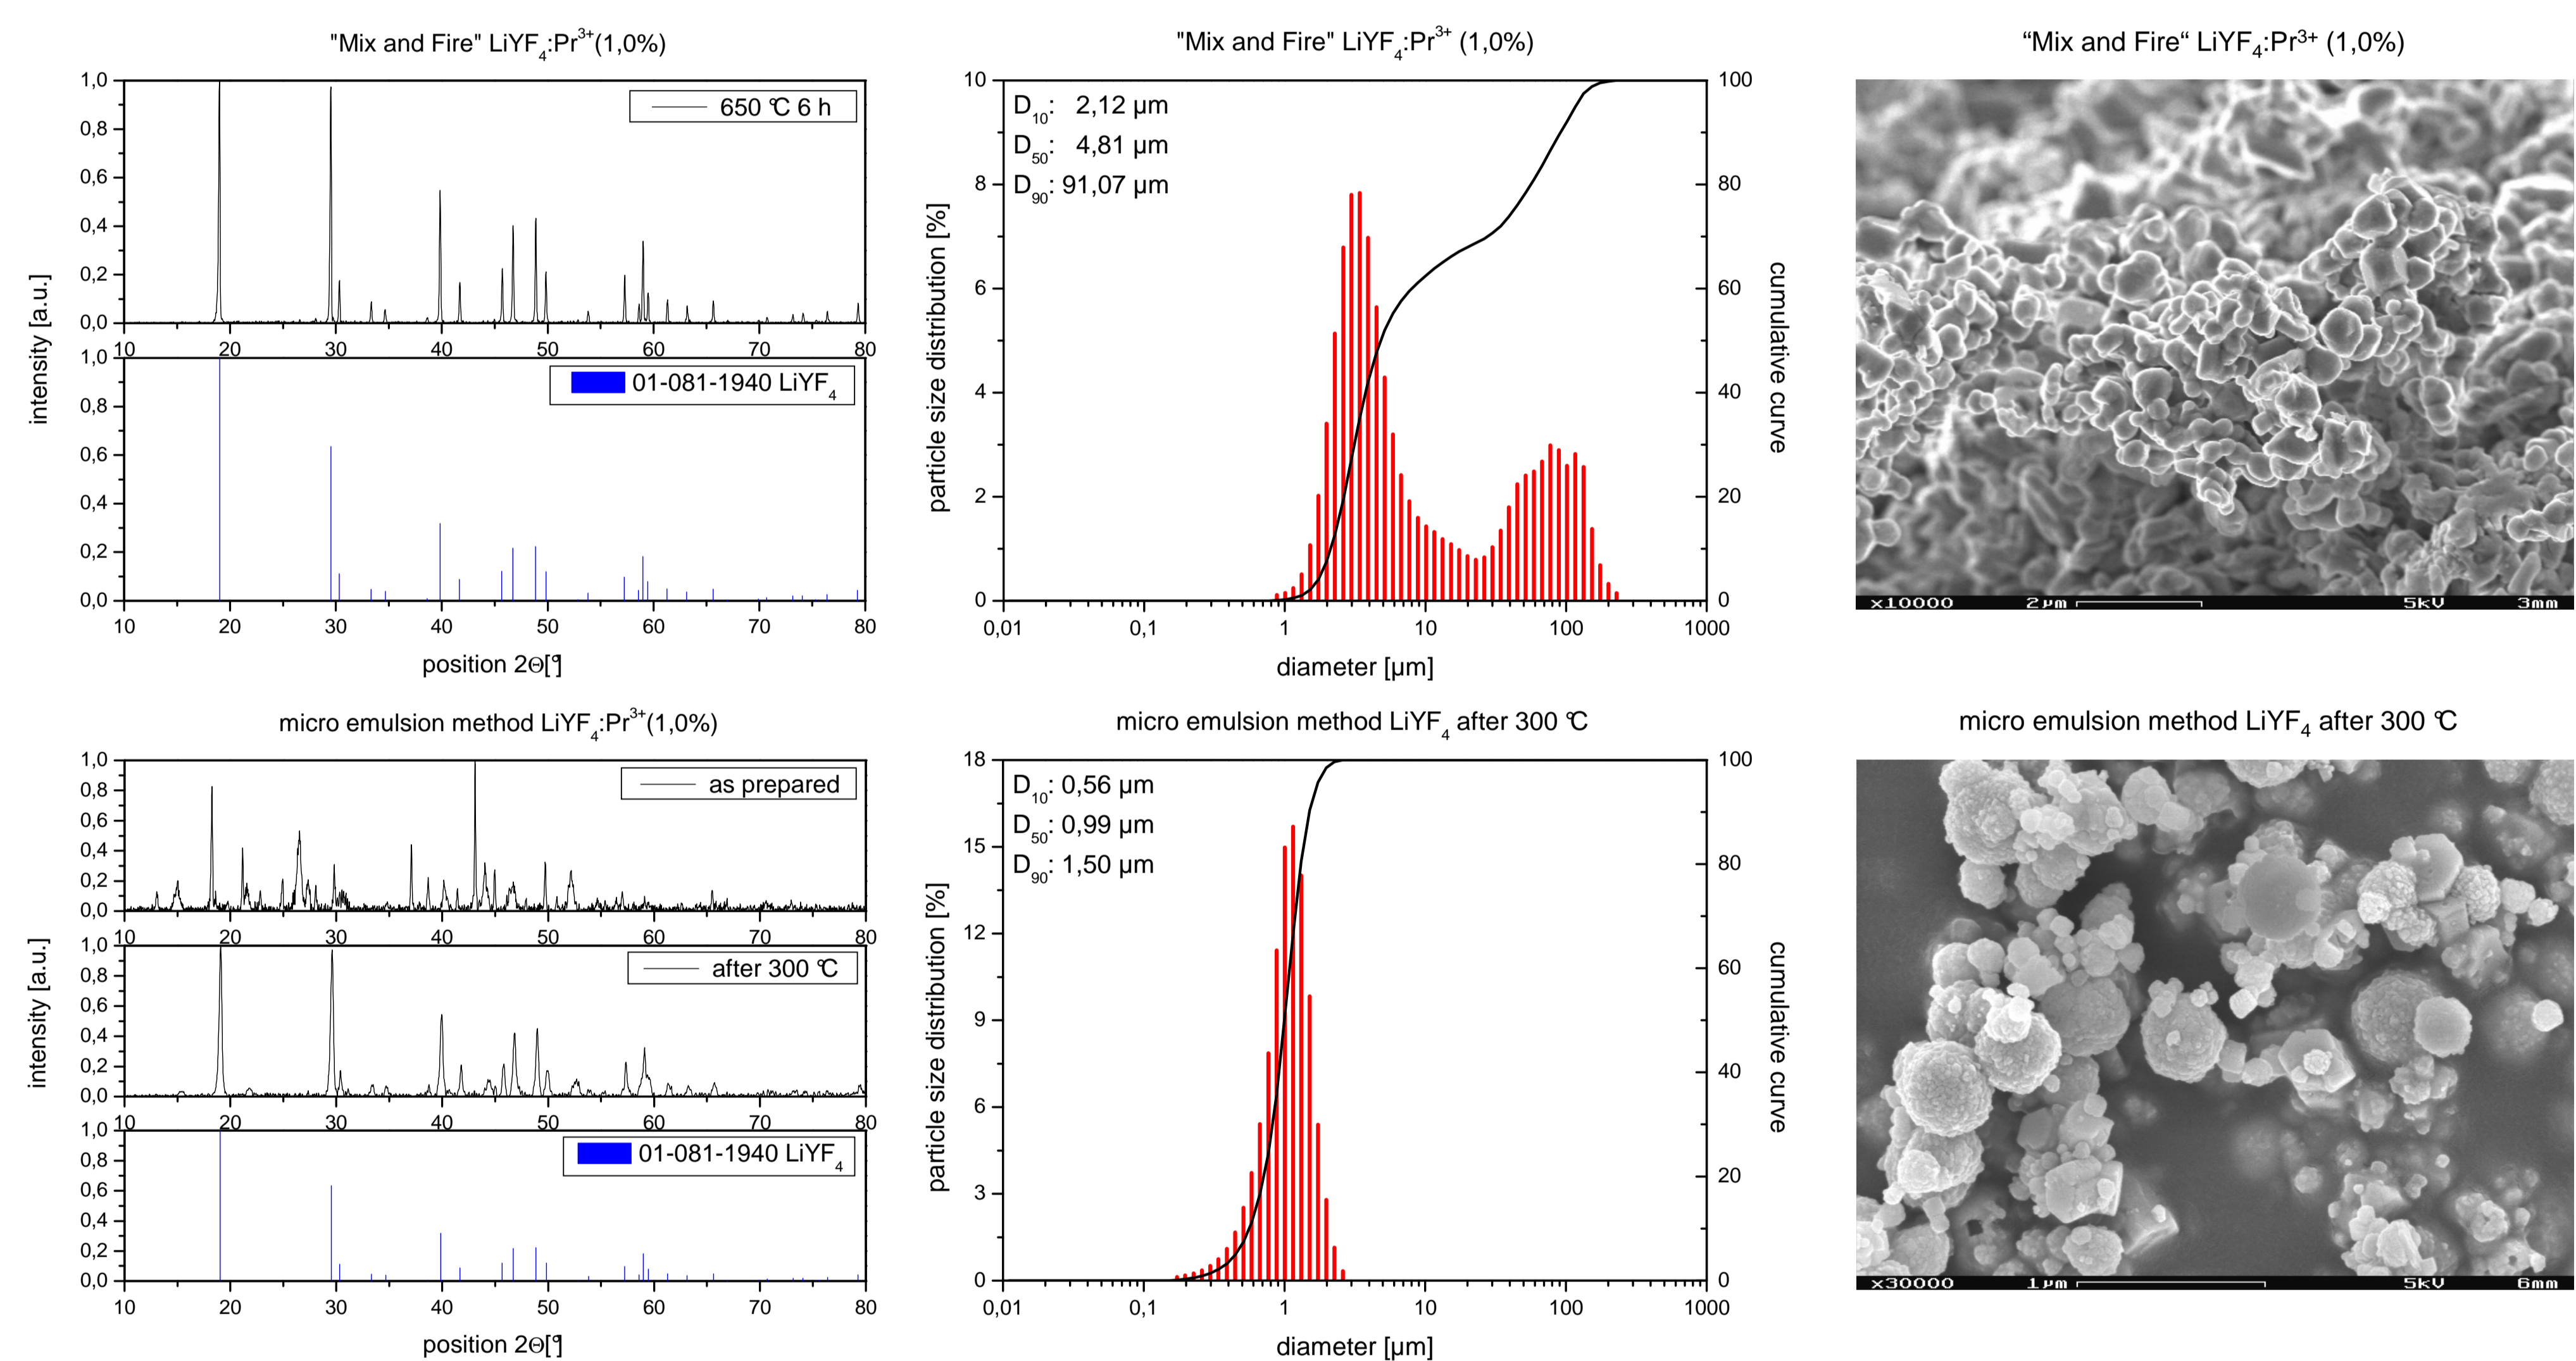 "Mix and Fire" LiYF4:Pr3+(1,0%)
1,0
0,8
0,6
0,4
0,2
0,0
650 °C 6 h
10 20 30 40 50 60 70 80
1,0
0,8
0,6
0,4
0,2
0,0
01-081-1940 LiYF4
10 20 30 40 50 60 70 80
intensity [a.u.]
position 2Θ[°]
"Mix and Fire" LiYF4:Pr3+ (1,0%)
D10: 2,12 µm
D50: 4,81 µm
D90: 91,07 µm
10
8
6
4
2
0
100
80
60
40
20
0
particle size distribution [%]
cumulative curve
0,01 0,1 1 10 100 1000
diameter [µm]
“Mix and Fire“ LiYF4:Pr3+ (1,0%)
x10000 2µm 5kV 3mm
micro emulsion method LiYF4:Pr3+(1,0%)
1,0
0,8
0,6
0,4
0,2
0,0
as prepared
10 20 30 40 50 60 70 80
1,0
0,8
0,6
0,4
0,2
0,0
after 300 °C
10 20 30 40 50 60 70 80
1,0
0,8
0,6
0,4
0,2
0,0
01-081-1940 LiYF4
10 20 30 40 50 60 70 80
intensity [a.u.]
position 2Θ[°]
micro emulsion method LiYF4 after 300 °C
D10: 0,56 µm
D50: 0,99 µm
D90: 1,50 µm
18
15
12
9
6
3
0
100
80
60
40
20
0
particle size distribution [%]
cumulative curve
0,01 0,1 1 10 100 1000
diameter [µm]
micro emulsion method LiYF4 after 300 °C
x30000 1µm 5kV 6mm